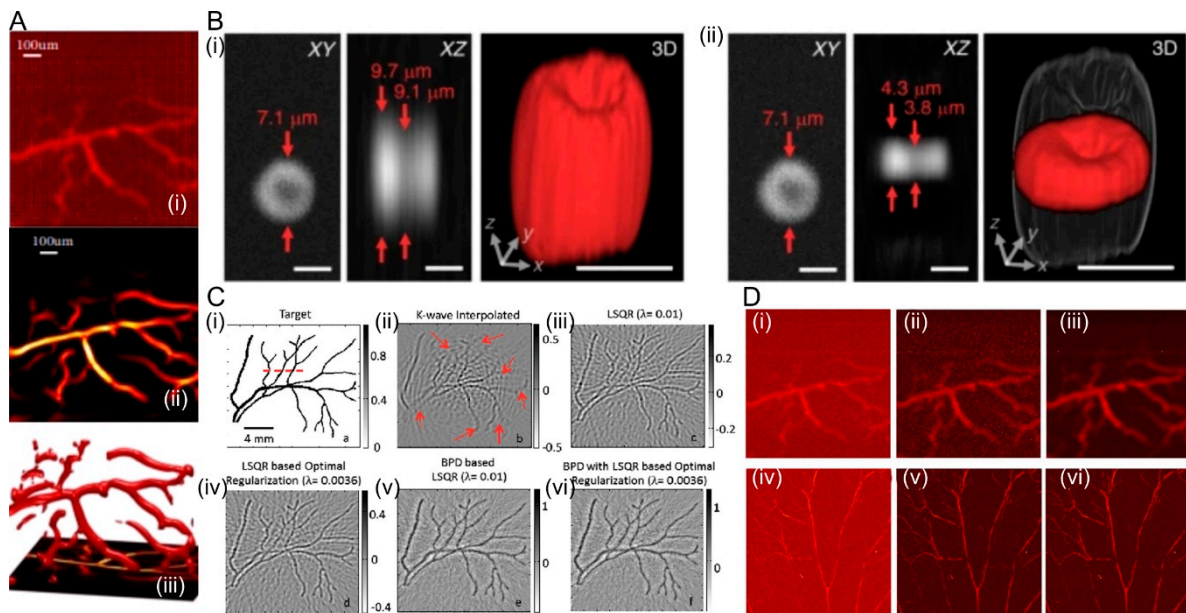 A
100um
(i)
100um
(ii)
(iii)
B
(i)
XY
7.1 μm
XZ
9.7 μm
9.1 μm
3D
z
y
x
(ii)
XY
7.1 μm
XZ
4.3 μm
3.8 μm
3D
z
y
x
C
(i)
Target
0.8
0.4
0
4 mm
a
(ii)
K-wave Interpolated
0.5
0
-0.5
b
(iii)
LSQR (λ= 0.01)
0.2
0
-0.2
c
(iv)
LSQR based Optimal
Regularization (λ= 0.0036)
0.4
0
-0.4
d
(v)
BPD based
LSQR (λ= 0.01)
1
0
e
(vi)
BPD with LSQR based Optimal
Regularization (λ= 0.0036)
1
0
f
D
(i)
(ii)
(iii)
(iv)
(v)
(vi)